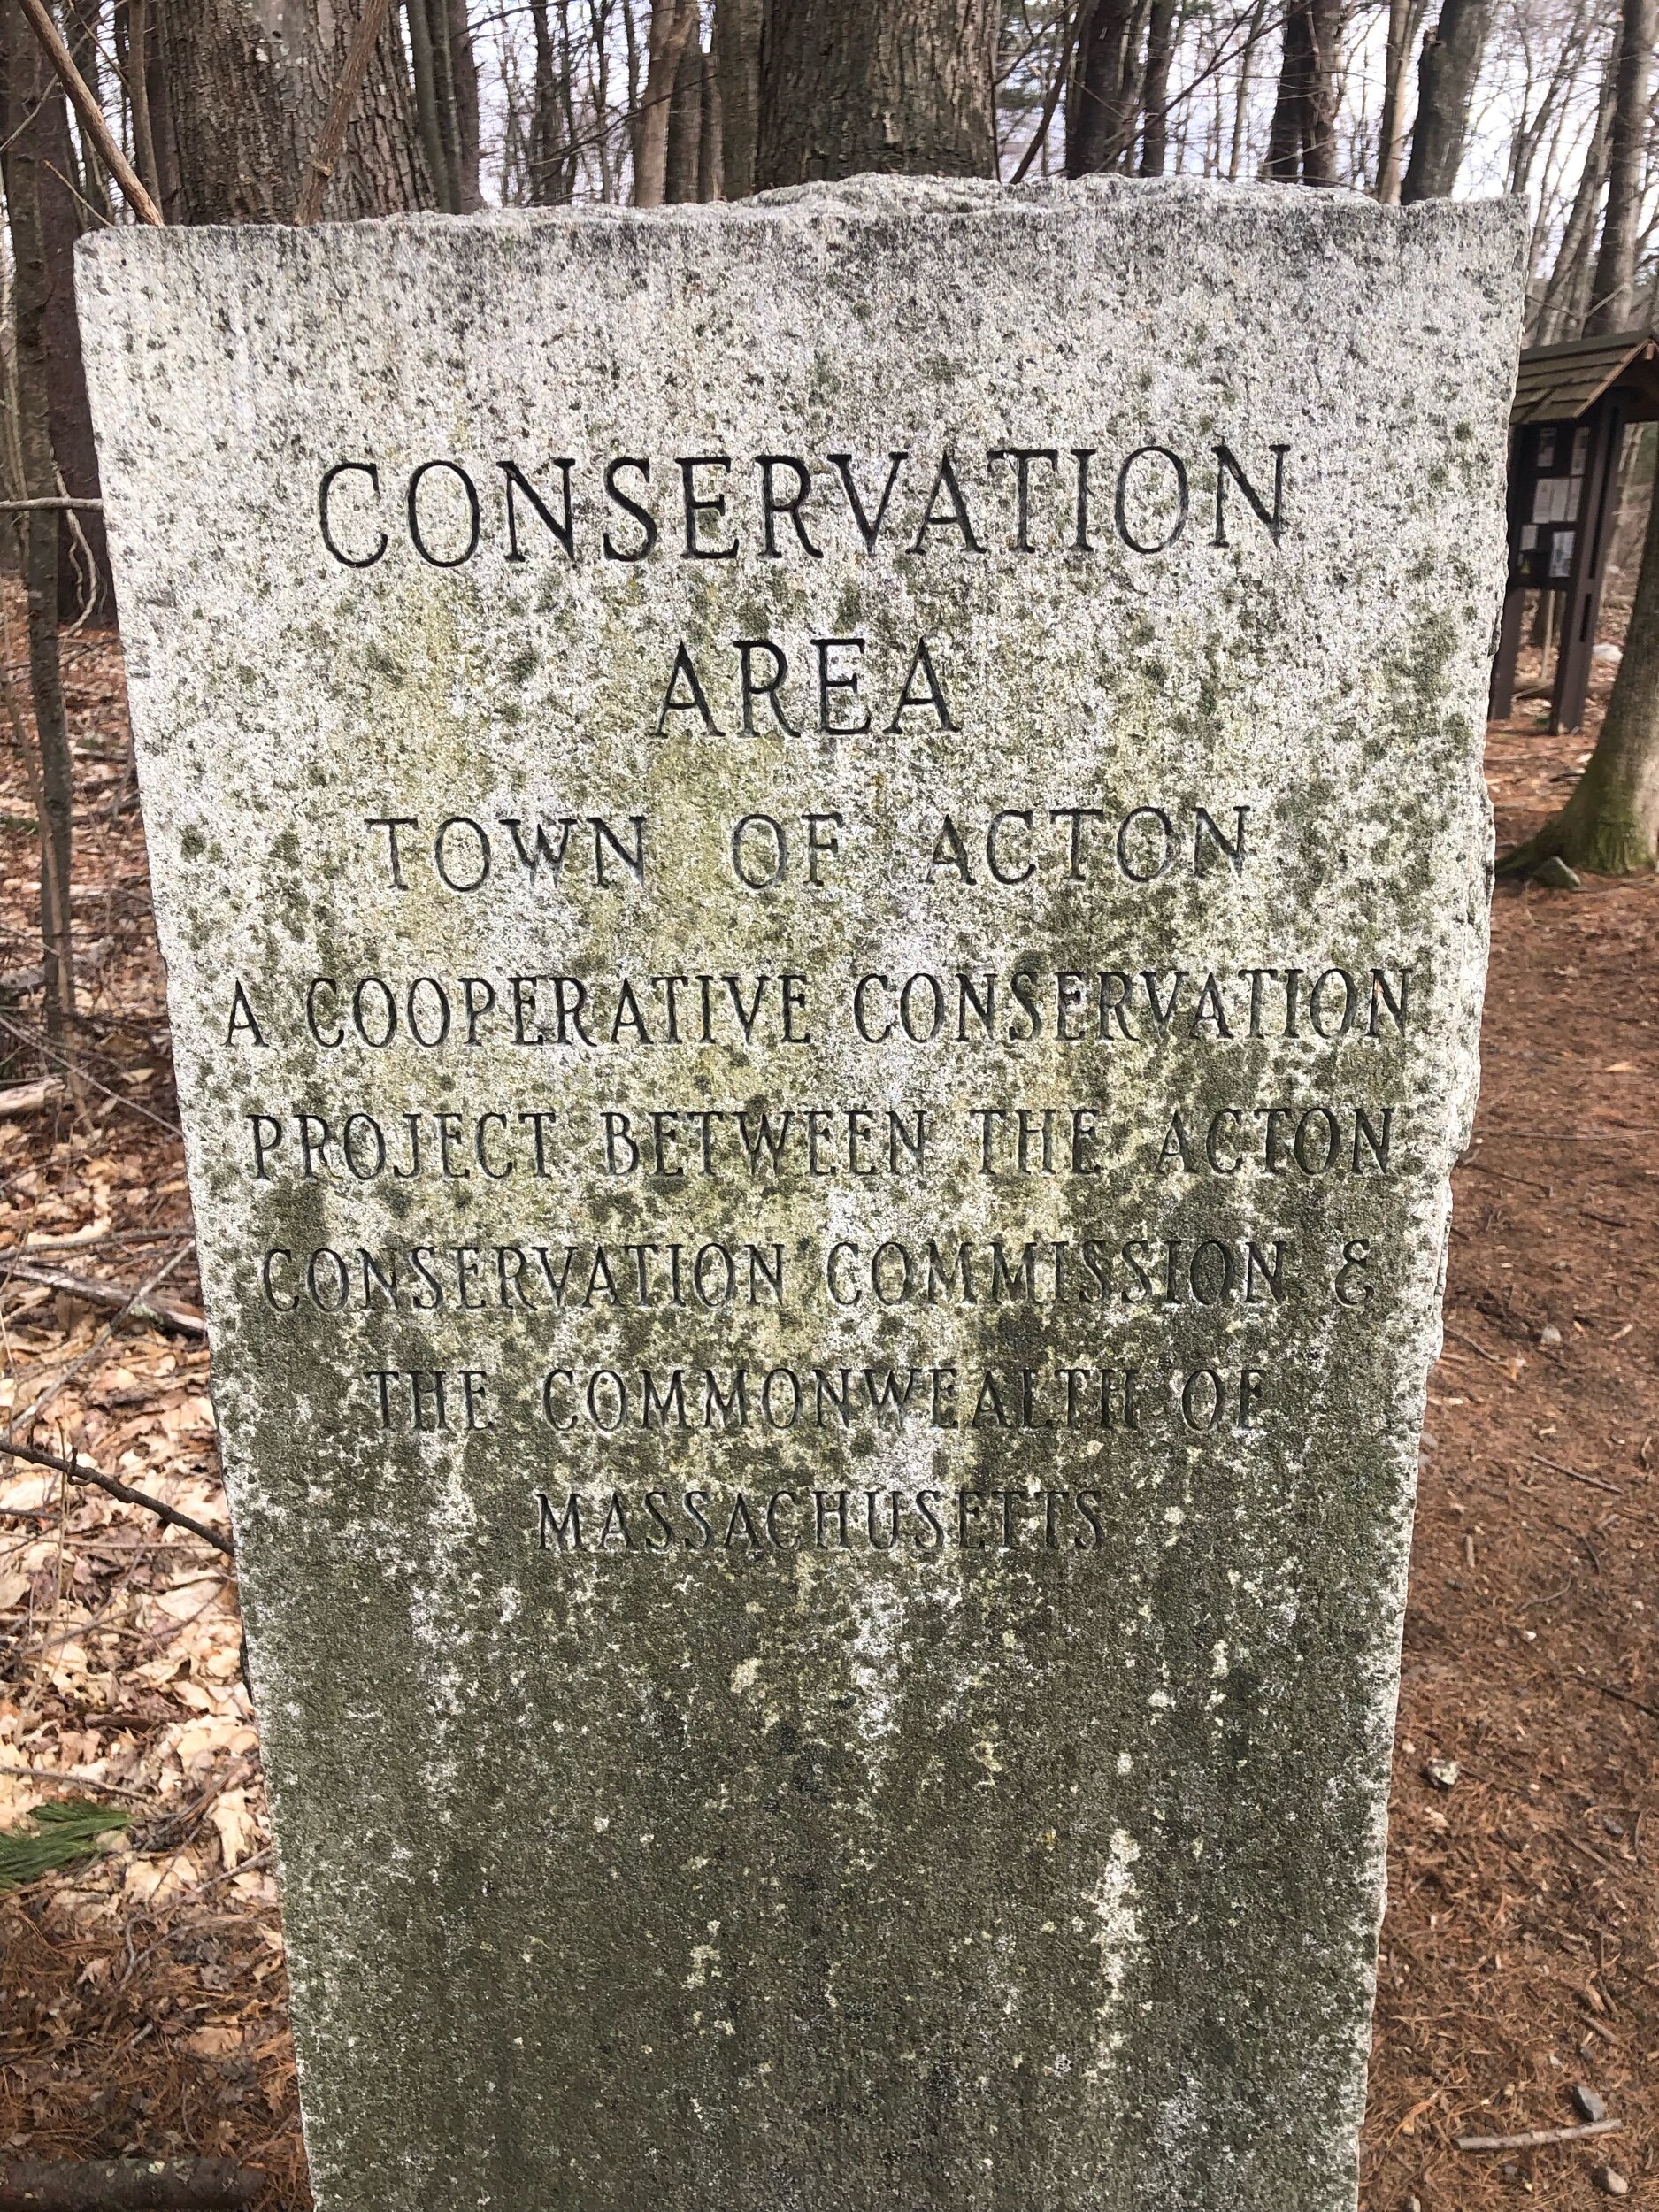 CONSERVATION
AREA
TOWN OF ACTON
A COOPERATIVE CONSERVATION
PROJECT BETWEEN THE ACTON
CONSERVATION COMMISSION &
THE COMMONWEALTH OF
MASSACHUSETTS